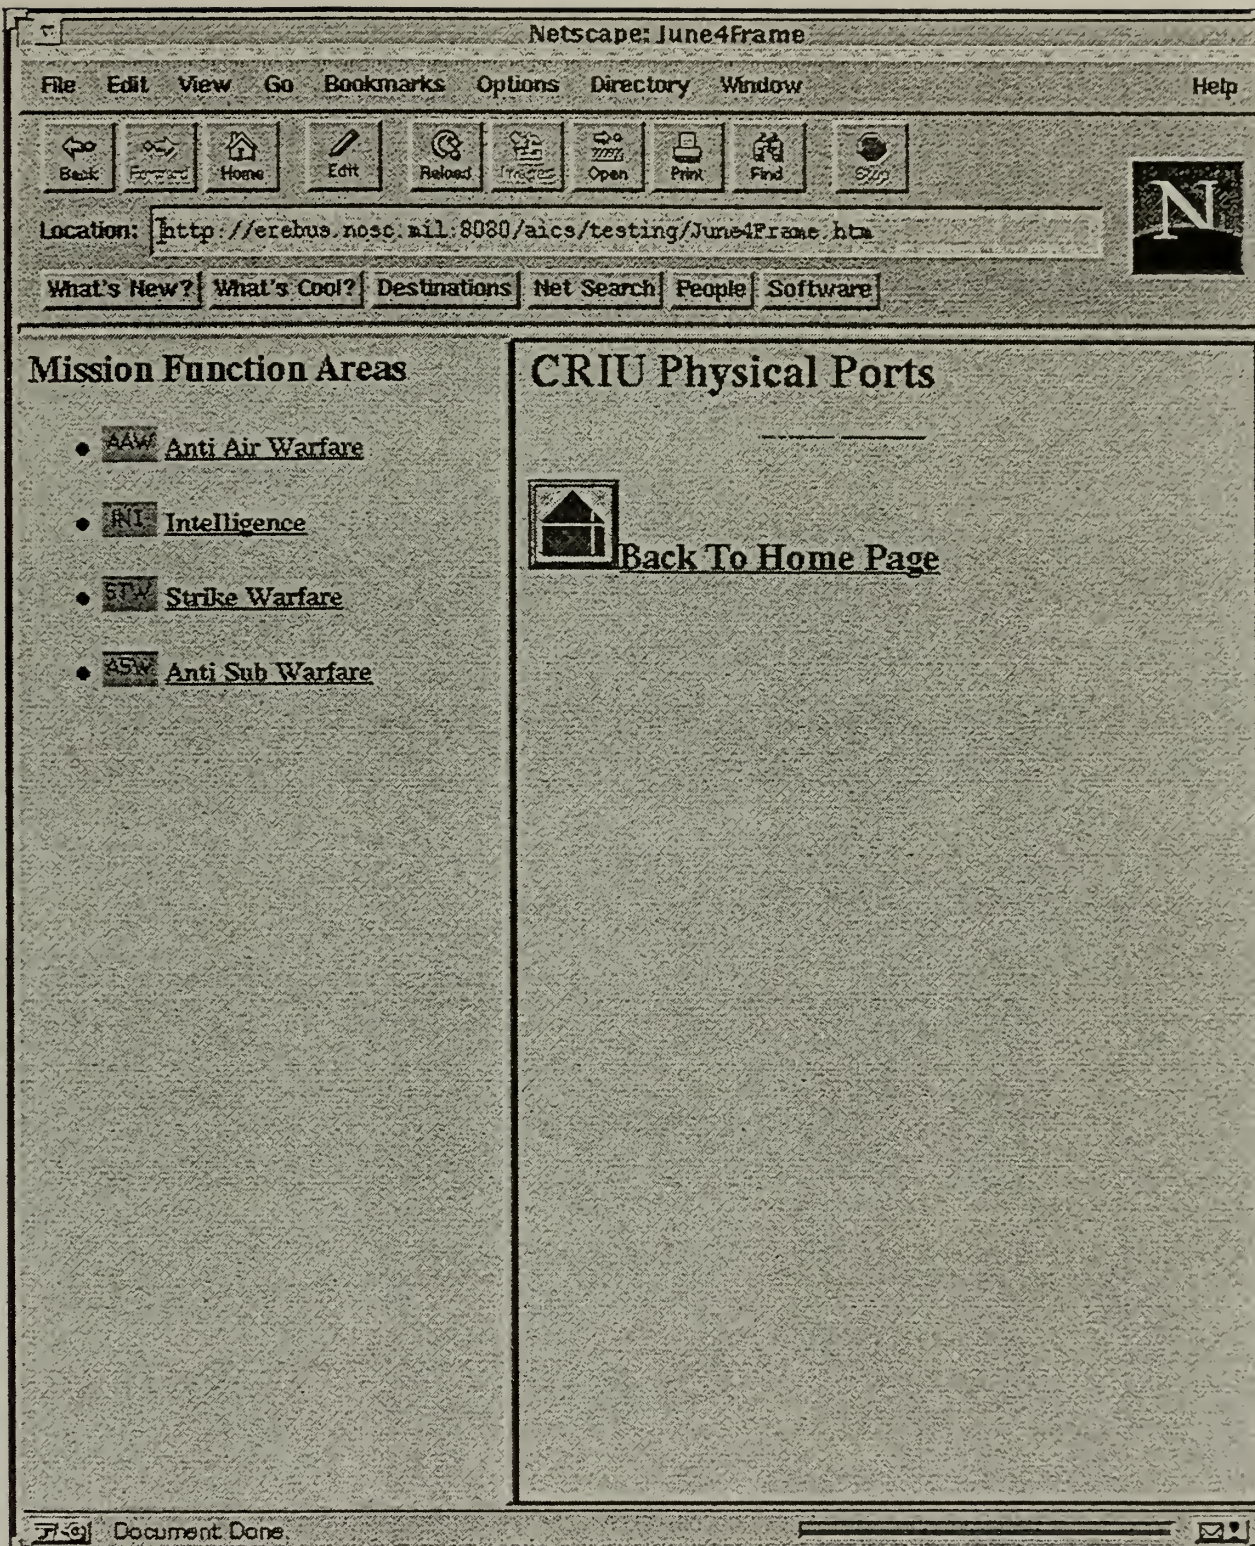 Netscape: June4Frame
File Edit View Go Bookmarks Options Directory Window Help
Back Forward Home Edit Reload Images Open Print Find Stop
N
Location: http://erebus.nosc.mil:8080/aics/testing/June4Frame.htm
What's New? What's Cool? Destinations Net Search People Software
Mission Function Areas
AAW Anti Air Warfare
INT Intelligence
STW Strike Warfare
ASW Anti Sub Warfare
CRIU Physical Ports
Back To Home Page
Document: Done.